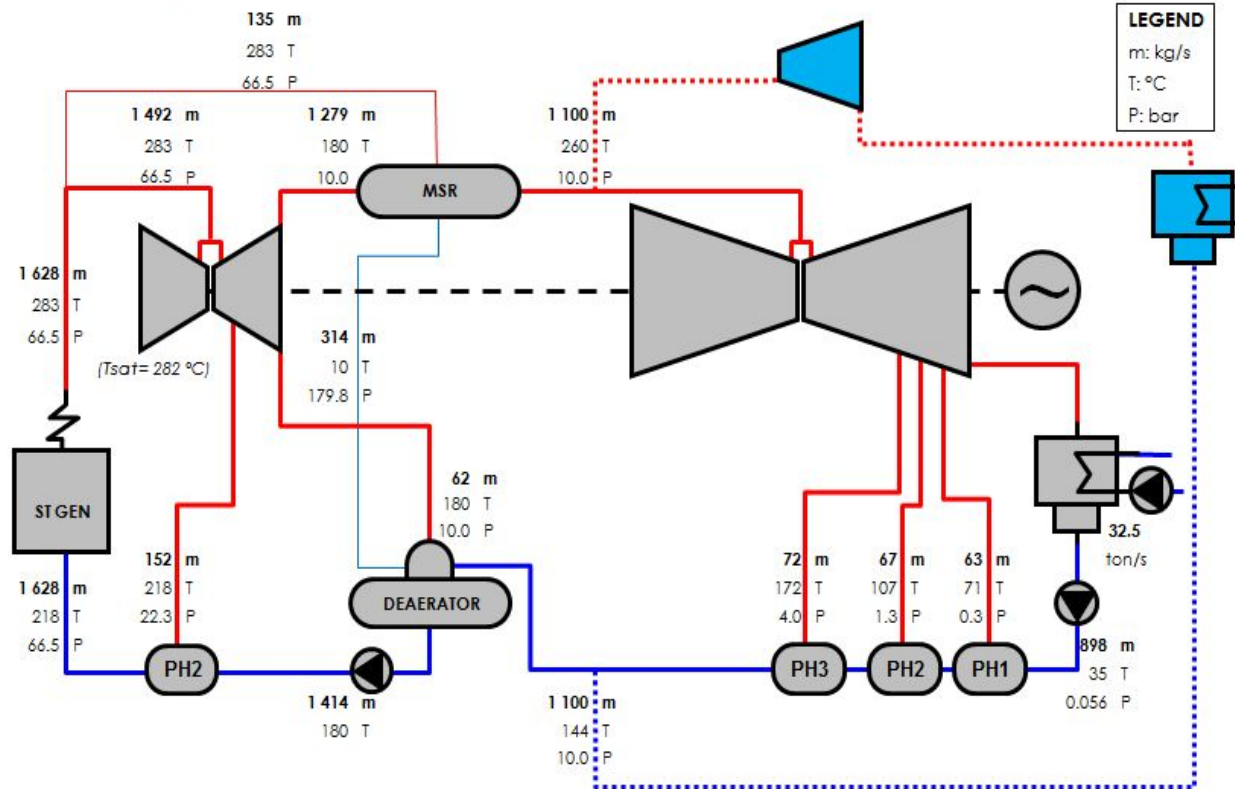 135 m
283 T
66.5 P
LEGEND
m: kg/s
T: ºC
P: bar
1 492 m
283 T
66.5 P
1 279 m
180 T
10.0 P
1 100 m
260 T
10.0 P
MSR
1 628 m
283 T
66.5 P
(Tsat= 282 ºC)
314 m
10 T
179.8 P
ST GEN
62 m
180 T
10.0 P
DEAERATOR
152 m
218 T
22.3 P
1 628 m
218 T
66.5 P
PH2
1 414 m
180 T
72 m
172 T
4.0 P
67 m
107 T
1.3 P
63 m
71 T
0.3 P
32.5
ton/s
PH3
PH2
PH1
898 m
35 T
0.056 P
1 100 m
144 T
10.0 P